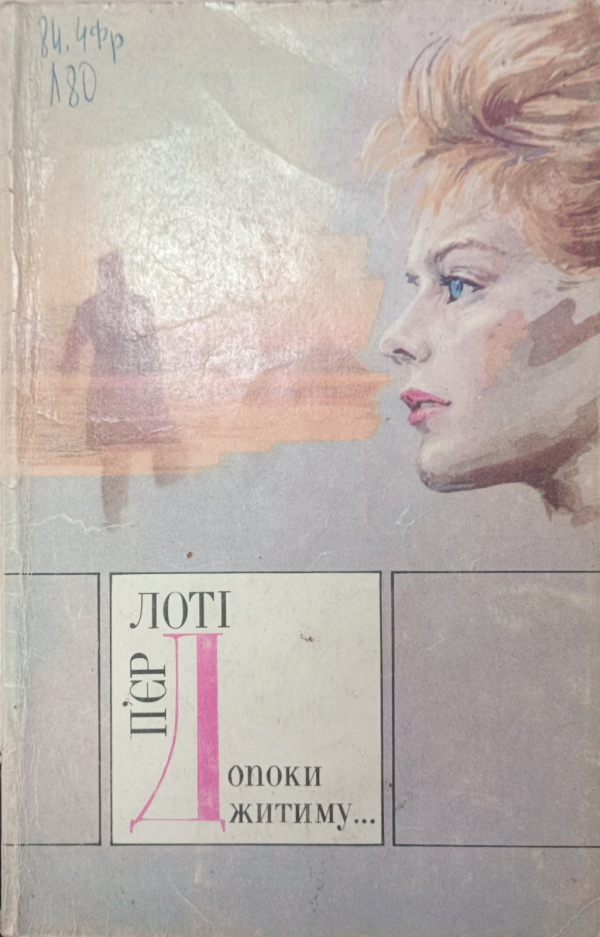 84.4Фр
Л80
П'ЄР
ЛОТІ
Допоки
житиму...